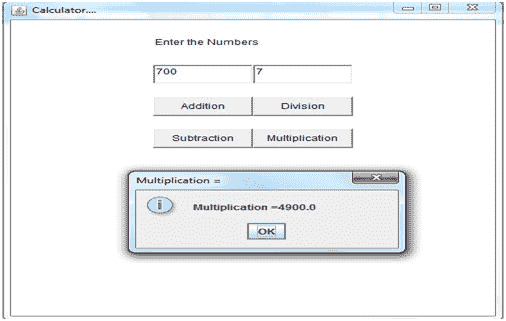 Calculator....
Enter the Numbers
700 7
Addition Division
Subtraction Multiplication
Multiplication =
i
Multiplication =4900.0
OK